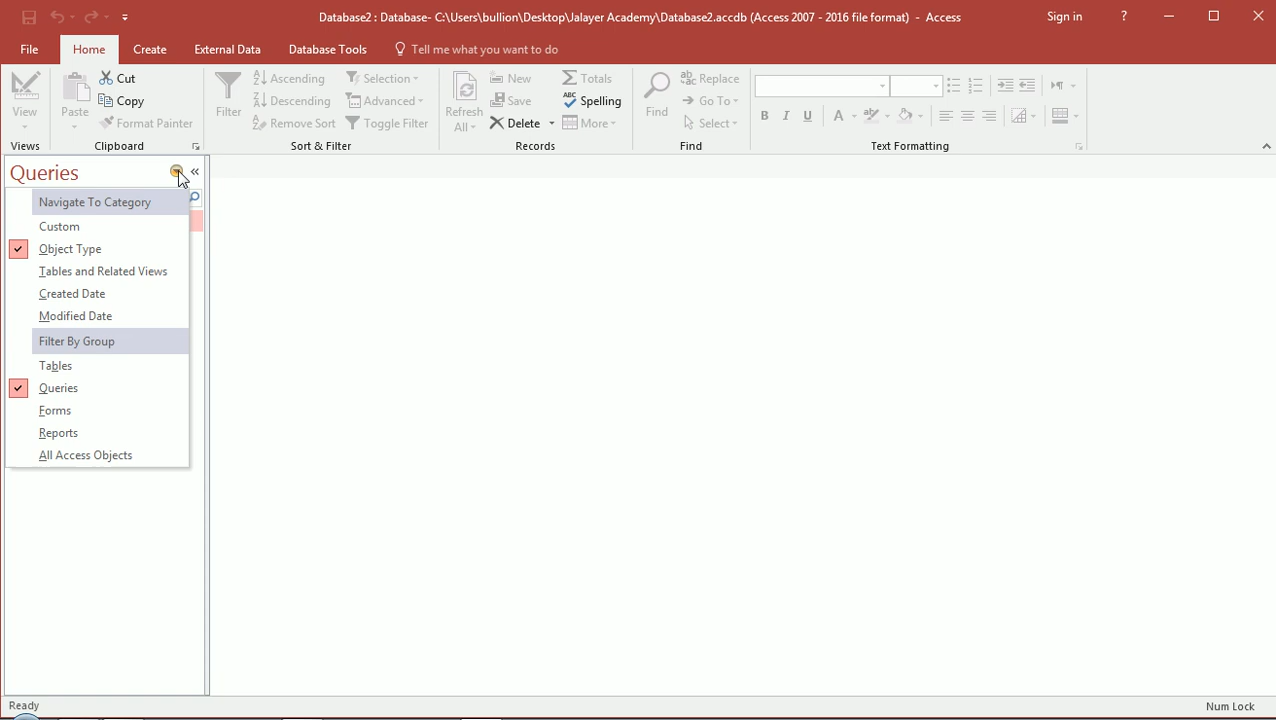 Database2 : Database- C:\Users\bullion\Desktop\Jalayer Academy\Database2.accdb (Access 2007 - 2016 file format) - Access
Sign in
?
File
Home
Create
External Data
Database Tools
Tell me what you want to do
View
Views
Paste
Cut
Copy
Format Painter
Clipboard
Filter
Ascending
Descending
Remove Sort
Selection
Advanced
Toggle Filter
Sort & Filter
Refresh
All
New
Save
Delete
Totals
Spelling
More
Records
Find
Replace
Go To
Select
Find
B I U A
Text Formatting
Queries
Navigate To Category
Custom
Object Type
Tables and Related Views
Created Date
Modified Date
Filter By Group
Tables
Queries
Forms
Reports
All Access Objects
Ready
Num Lock